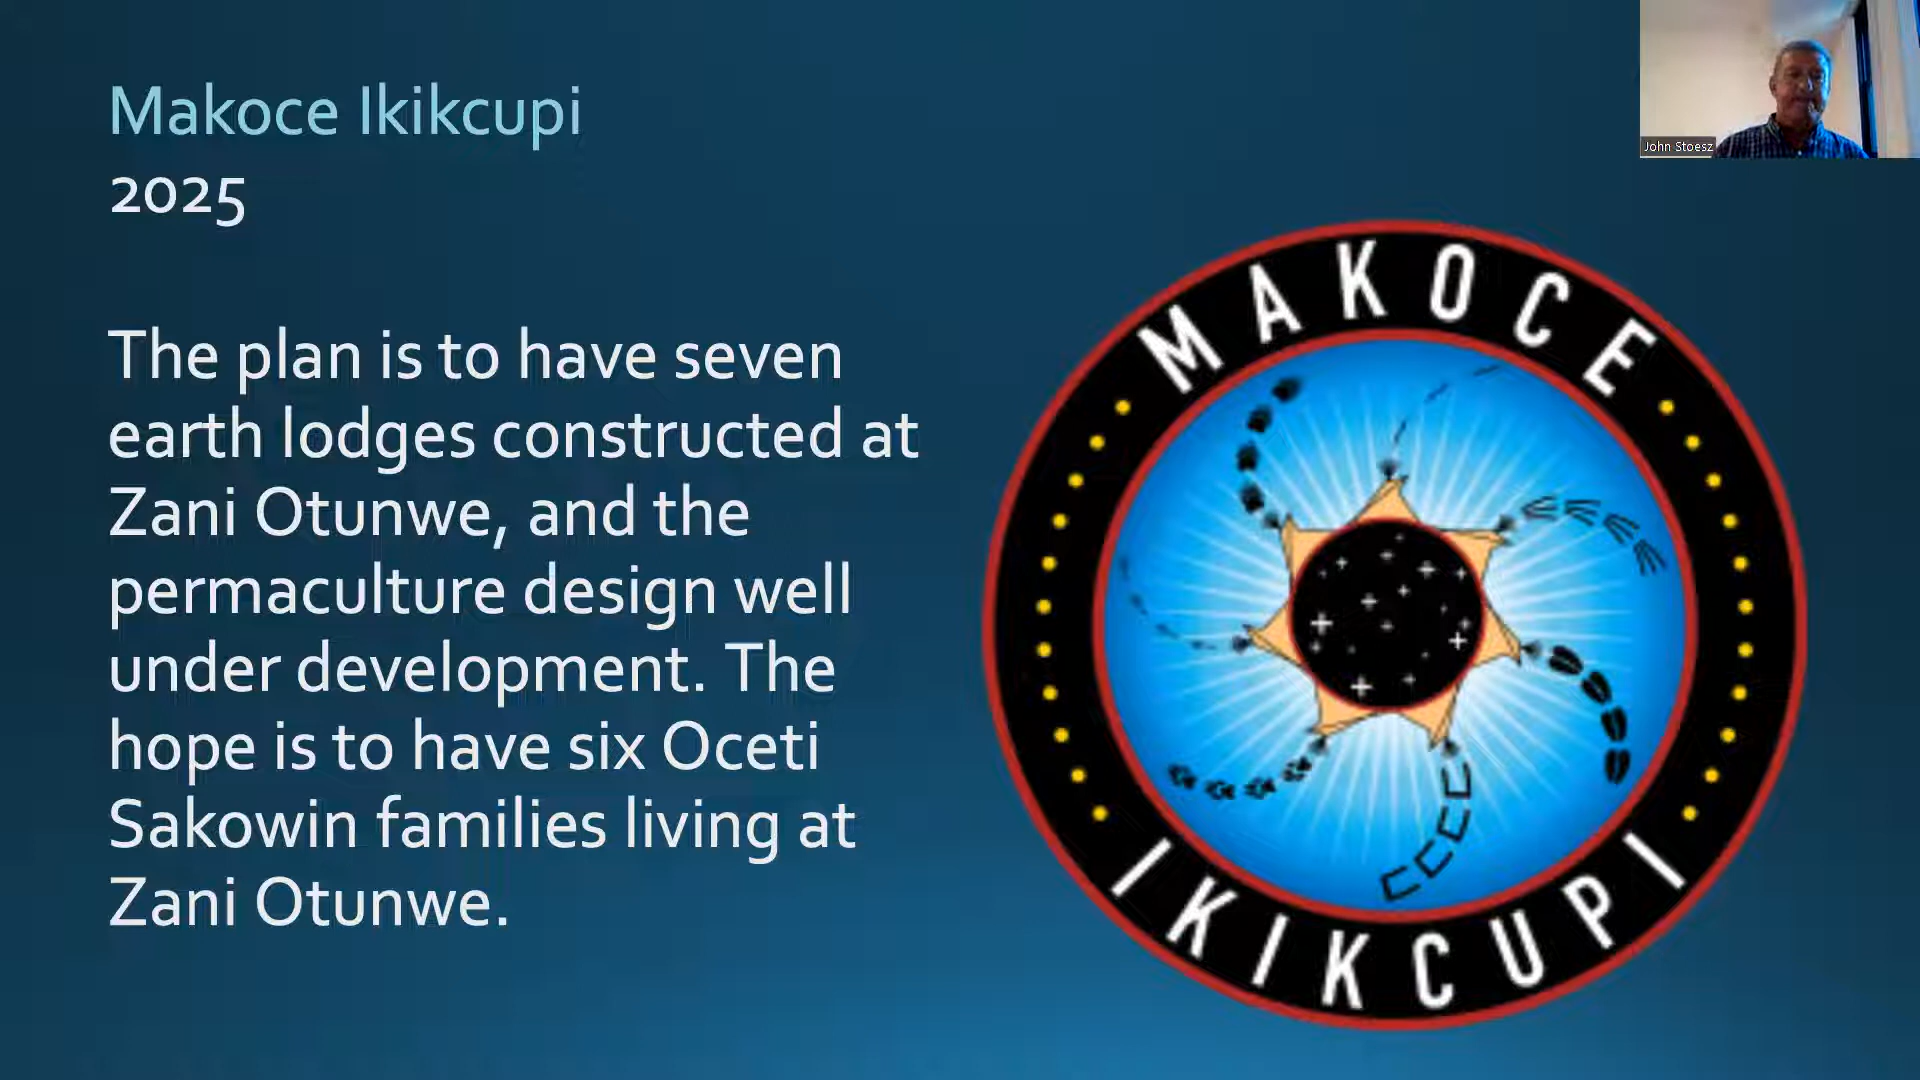 Makoce Ikikcupi
2025
The plan is to have seven
earth lodges constructed at
Zani Otunwe, and the
permaculture design well
under development. The
hope is to have six Oceti
Sakowin families living at
Zani Otunwe.
John Stoesz
MAKOCE
IKIKCUPI